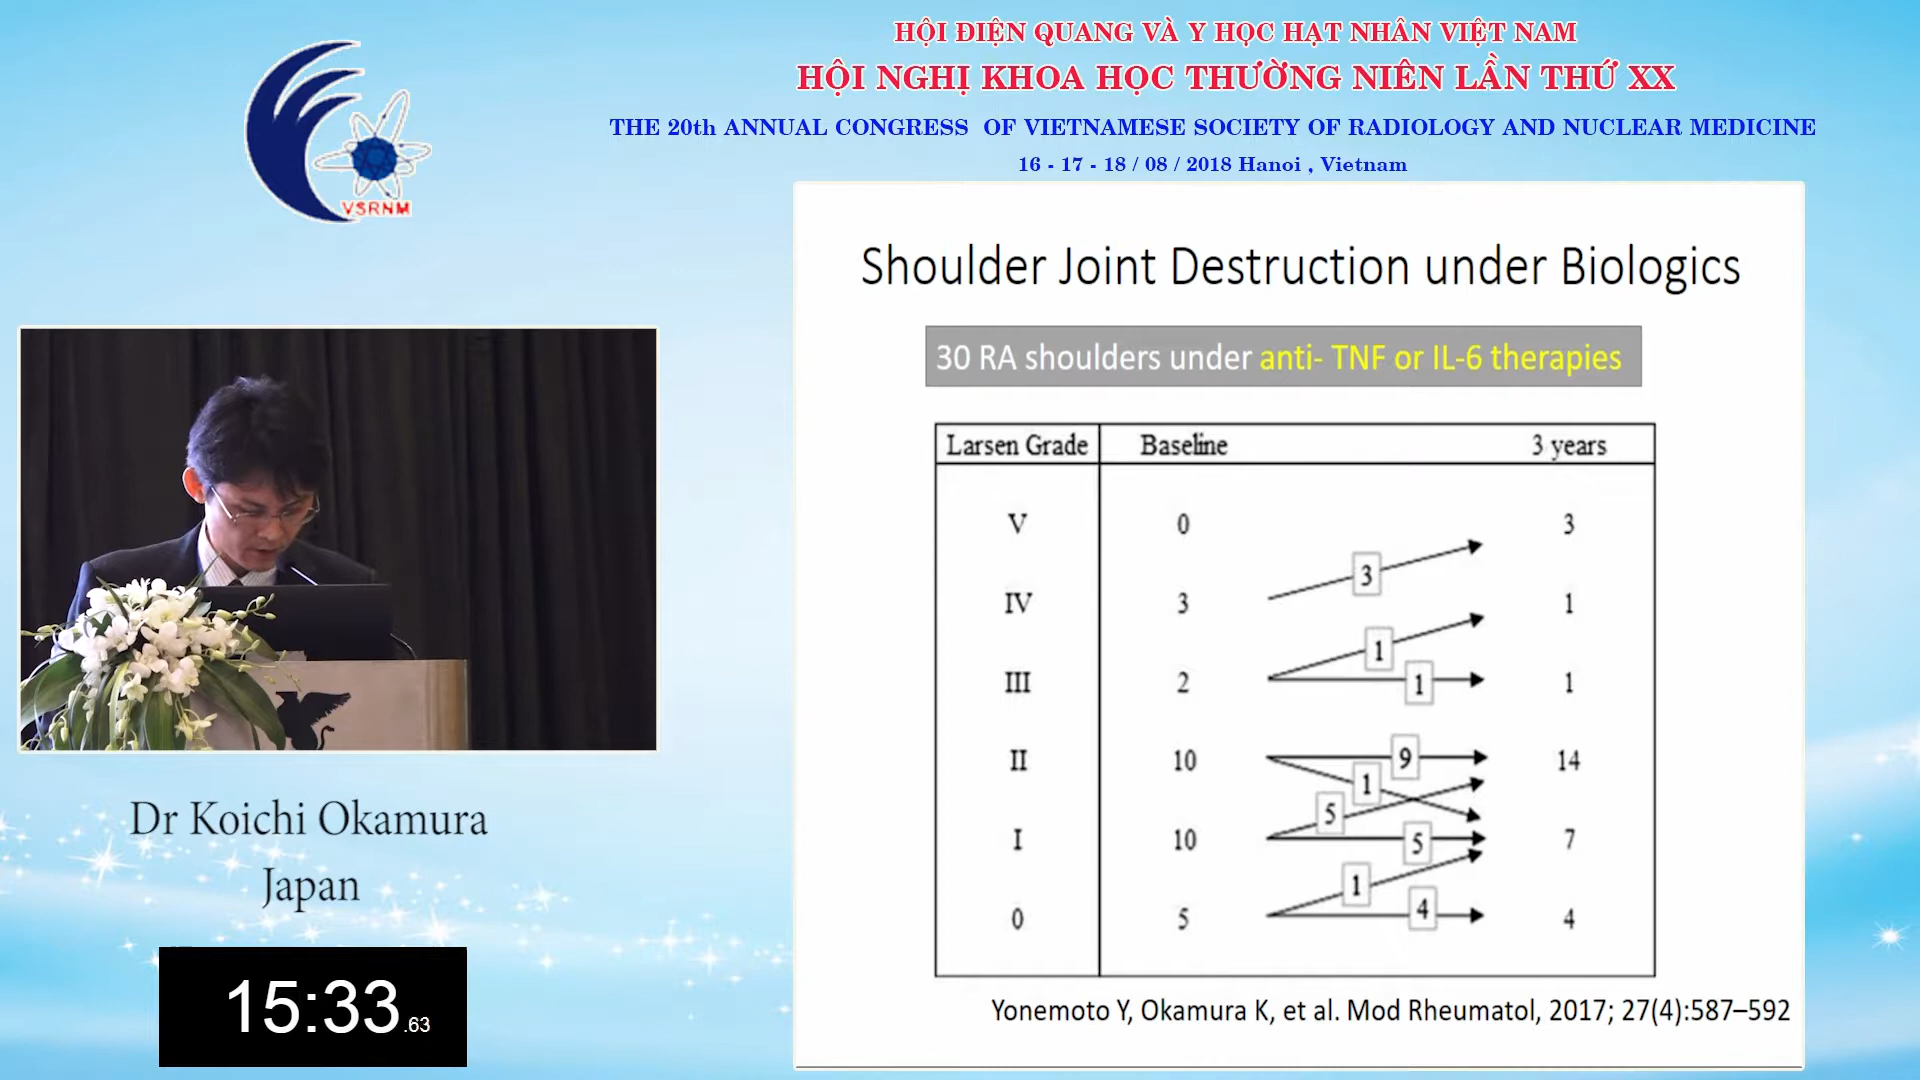 HỘI ĐIỆN QUANG VÀ Y HỌC HẠT NHÂN VIỆT NAM
HỘI NGHỊ KHOA HỌC THƯỜNG NIÊN LẦN THỨ XX
THE 20th ANNUAL CONGRESS OF VIETNAMESE SOCIETY OF RADIOLOGY AND NUCLEAR MEDICINE
16 - 17 - 18 / 08 / 2018 Hanoi , Vietnam
VSRNM
Shoulder Joint Destruction under Biologics
30 RA shoulders under anti- TNF or IL-6 therapies
Larsen Grade Baseline 3 years
V 0 3
3
IV 3 1
1
III 2 1 1
II 10 9 14
1
5
I 10 5 7
1
0 5 4 4
Yonemoto Y, Okamura K, et al. Mod Rheumatol, 2017; 27(4):587–592
Dr Koichi Okamura
Japan
15:33.63